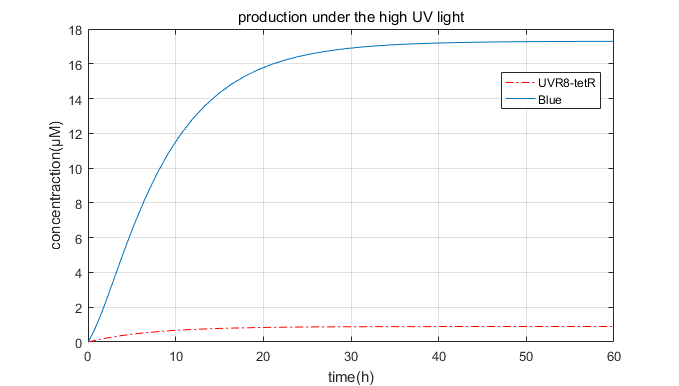 production under the high UV light
18
16
14
12
10
8
6
4
2
0
concentraction(μM)
UVR8-tetR
Blue
0 10 20 30 40 50 60
time(h)